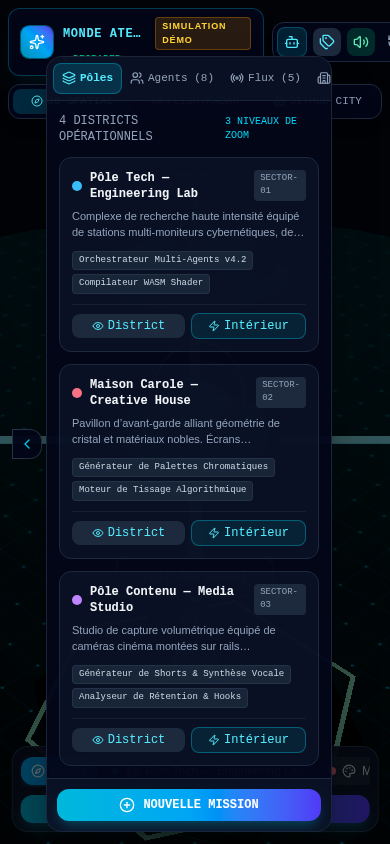 MONDE ATE…
SIMULATION
DÉMO
Pôles
Agents (8)
Flux (5)
CITY
4 DISTRICTS
OPÉRATIONNELS
3 NIVEAUX DE
ZOOM
Pôle Tech —
Engineering Lab
SECTOR-
01
Complexe de recherche haute intensité équipé
de stations multi-moniteurs cybernétiques, de…
Orchestrateur Multi-Agents v4.2
Compilateur WASM Shader
District
Intérieur
Maison Carole —
Creative House
SECTOR-
02
Pavillon d'avant-garde alliant géométrie de
cristal et matériaux nobles. Écrans…
Générateur de Palettes Chromatiques
Moteur de Tissage Algorithmique
District
Intérieur
Pôle Contenu — Media
Studio
SECTOR-
03
Studio de capture volumétrique équipé de
caméras cinéma montées sur rails…
Générateur de Shorts & Synthèse Vocale
Analyseur de Rétention & Hooks
District
Intérieur
M
NOUVELLE MISSION